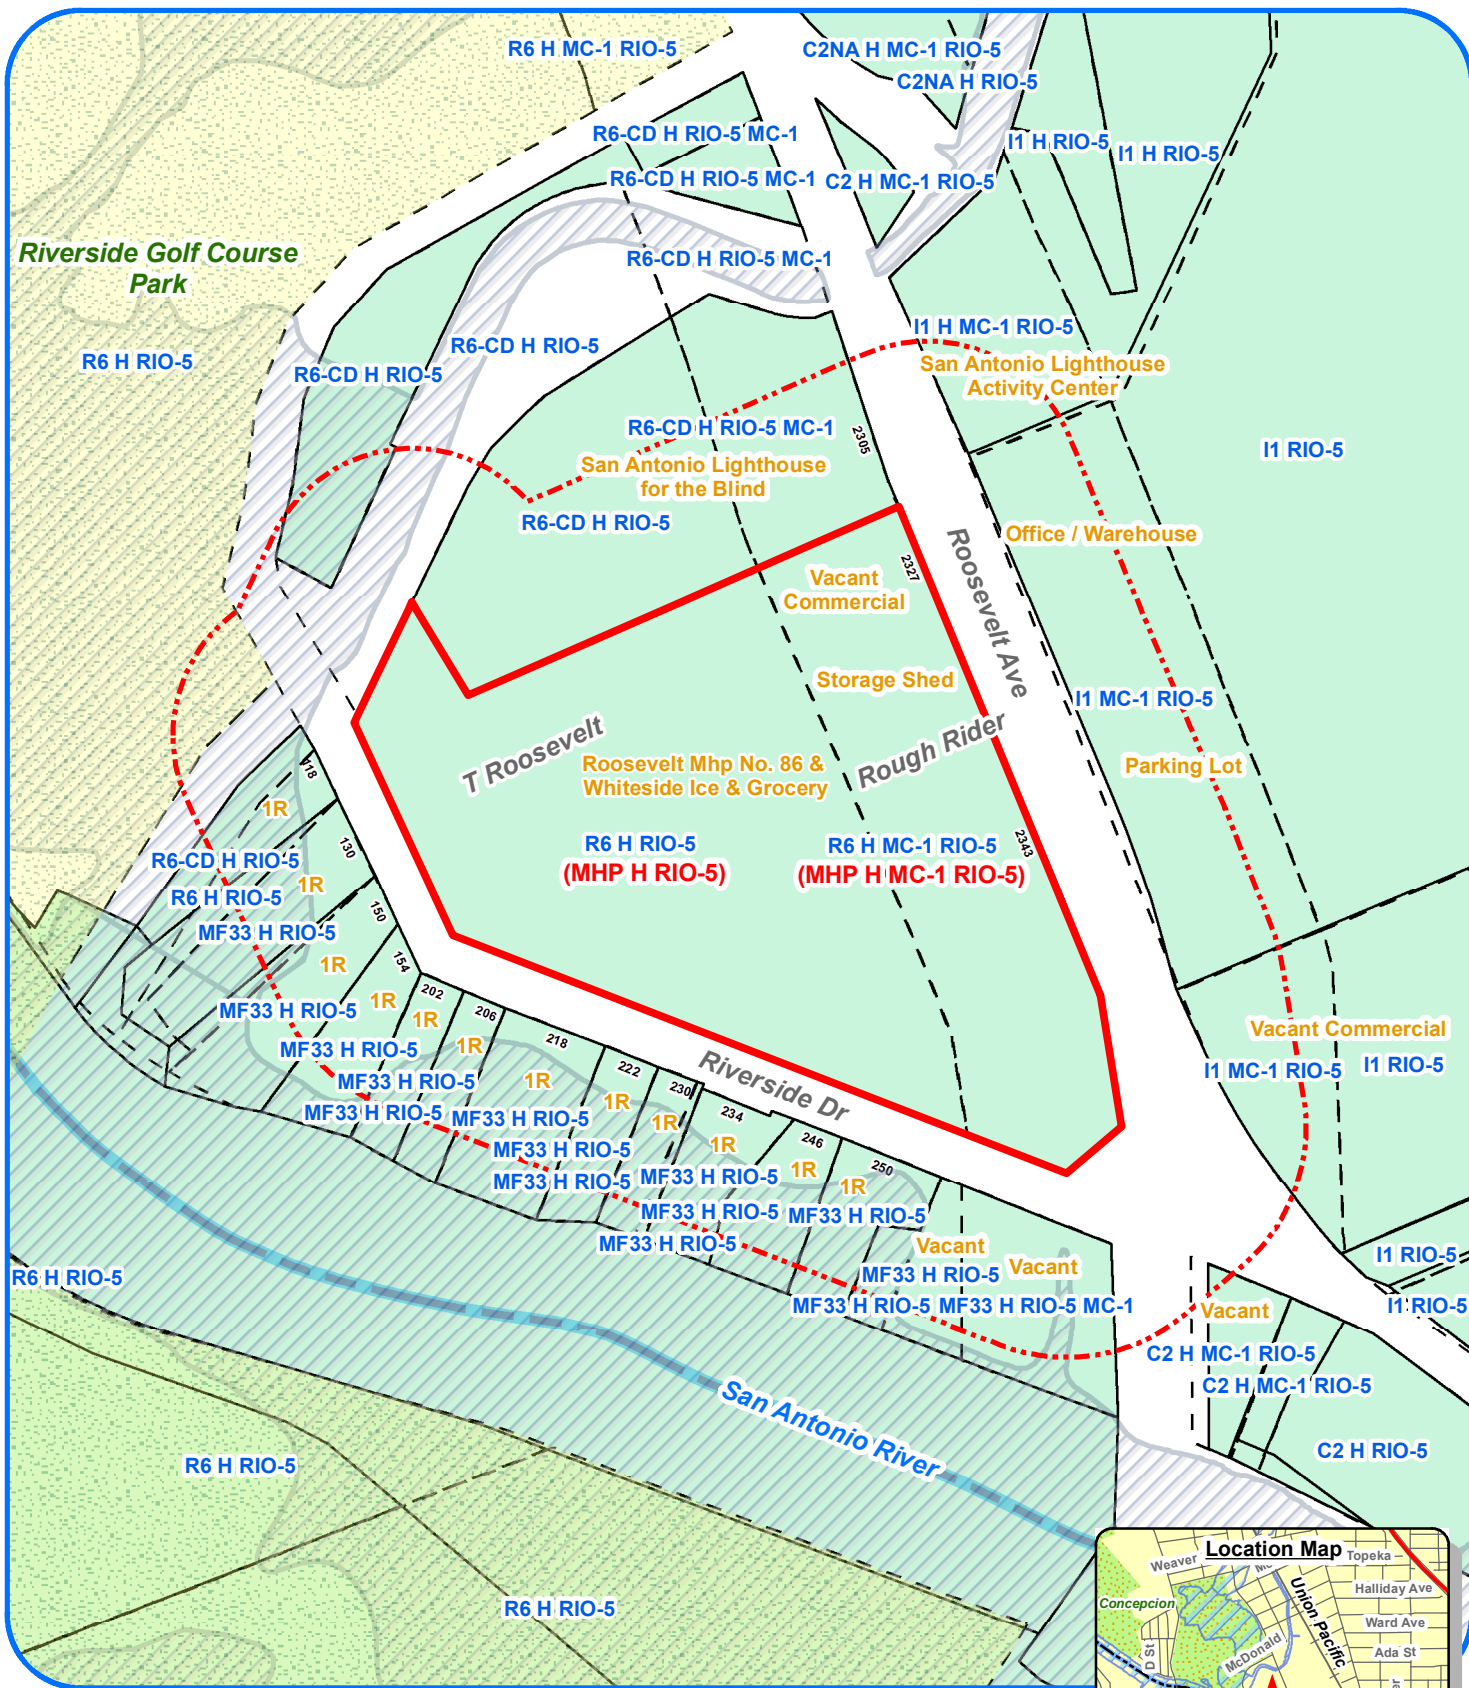 R6 H MC-1 RIO-5
C2NA H MC-1 RIO-5
C2NA H RIO-5
R6-CD H RIO-5 MC-1
I1 H RIO-5
I1 H RIO-5
R6-CD H RIO-5 MC-1
C2 H MC-1 RIO-5
Riverside Golf Course
Park
R6-CD H RIO-5 MC-1
I1 H MC-1 RIO-5
R6 H RIO-5
R6-CD H RIO-5
R6-CD H RIO-5
San Antonio Lighthouse
Activity Center
R6-CD H RIO-5 MC-1
2305
I1 RIO-5
San Antonio Lighthouse
for the Blind
R6-CD H RIO-5
Roosevelt Ave
Office / Warehouse
2327
Vacant
Commercial
Storage Shed
I1 MC-1 RIO-5
T Roosevelt
Rough Rider
Roosevelt Mhp No. 86 &
Whiteside Ice & Grocery
Parking Lot
118
1R
130
R6 H RIO-5
(MHP H RIO-5)
R6 H MC-1 RIO-5
(MHP H MC-1 RIO-5)
2343
R6-CD H RIO-5
1R
R6 H RIO-5
150
MF33 H RIO-5
1R
154
202
1R
1R
206
MF33 H RIO-5
218
1R
MF33 H RIO-5
222
Riverside Dr
Vacant Commercial
I1 RIO-5
I1 MC-1 RIO-5
MF33 H RIO-5
1R
230
MF33 H RIO-5
1R
234
MF33 H RIO-5
1R
246
MF33 H RIO-5
1R
250
MF33 H RIO-5
MF33 H RIO-5
1R
1R
MF33 H RIO-5
MF33 H RIO-5
MF33 H RIO-5
Vacant
Vacant
I1 RIO-5
R6 H RIO-5
MF33 H RIO-5
MF33 H RIO-5
MF33 H RIO-5 MC-1
Vacant
I1 RIO-5
C2 H MC-1 RIO-5
C2 H MC-1 RIO-5
San Antonio River
C2 H RIO-5
R6 H RIO-5
R6 H RIO-5
Location Map
Weaver
Topeka
Halliday Ave
Concepcion
Union Pacific
Ward Ave
D St
McDonald
Ada St